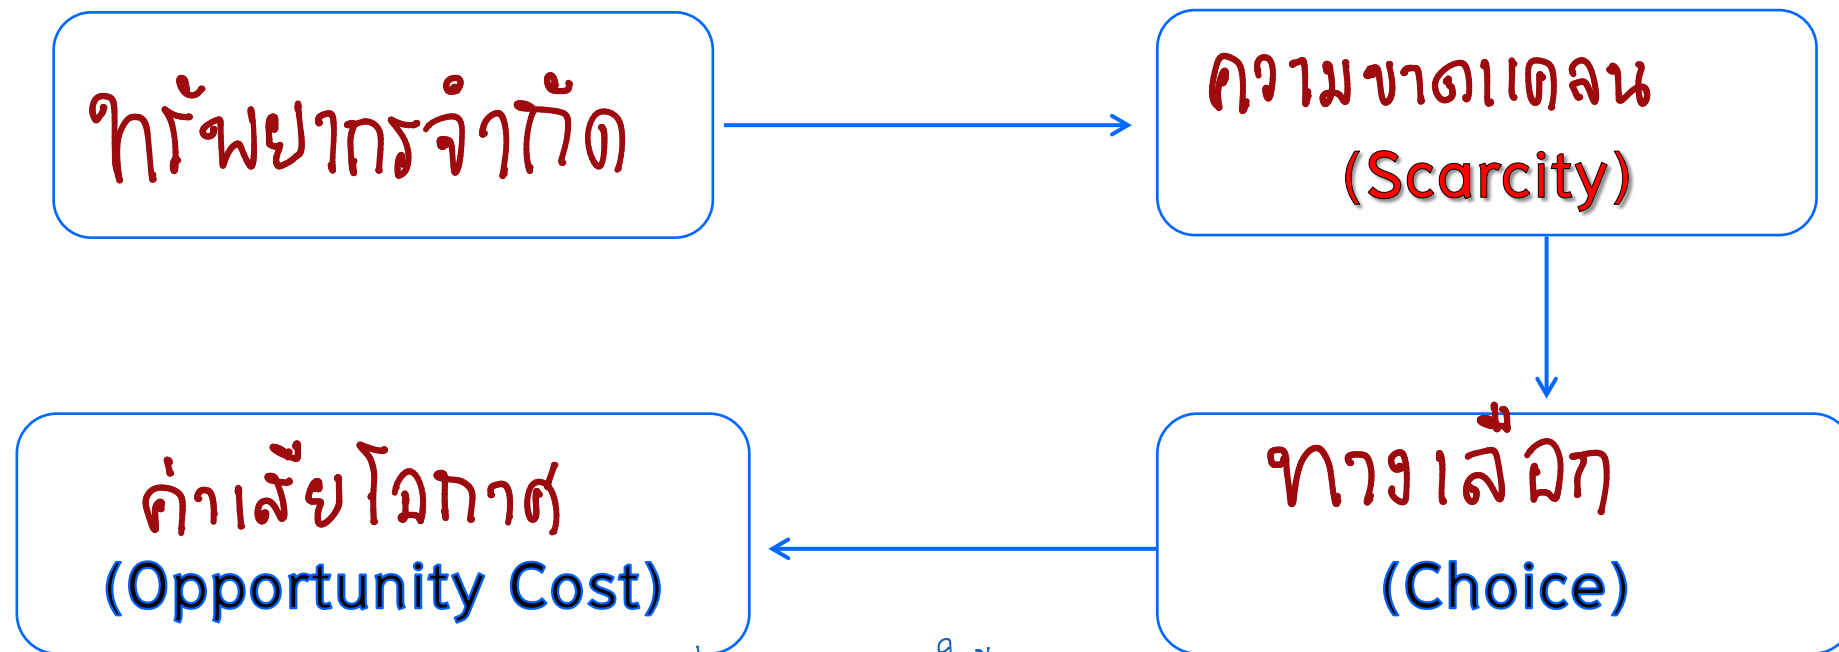 ทรัพยากรจำกัด
ความขาดแคลน
(Scarcity)
ทางเลือก
(Choice)
ค่าเสียโอกาศ
(Opportunity Cost)